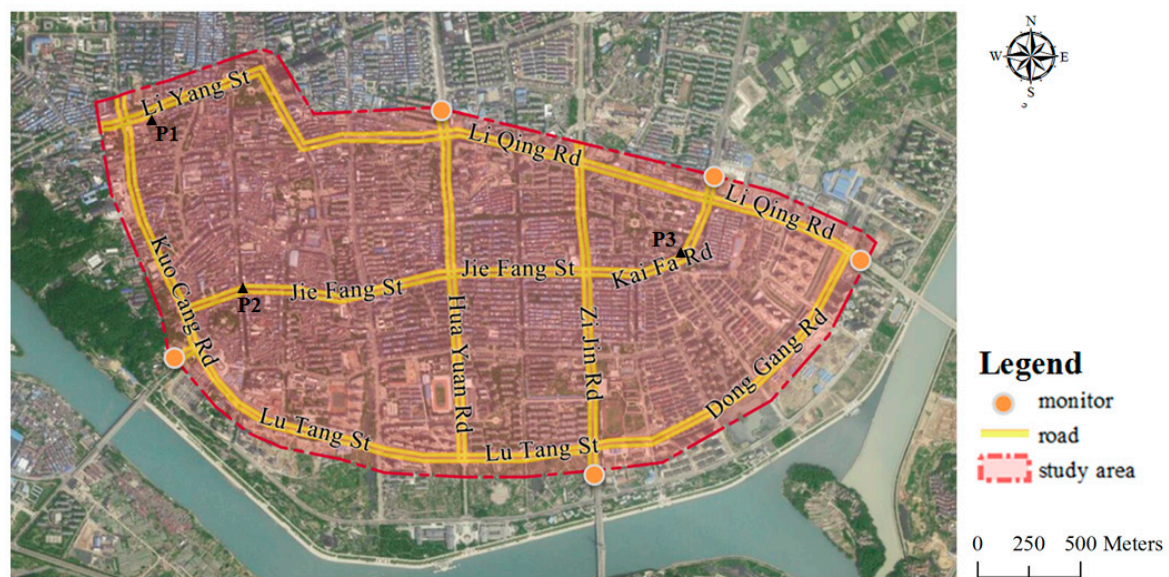 N
W E
S
Li Yang St
P1
Li Qing Rd
Li Qing Rd
P3
Kuo Cang Rd
Jie Fang St
Kai Fa Rd
Jie Fang St
P2
Hua Yuan Rd
Zi Jin Rd
Dong Gang Rd
Lu Tang St
Lu Tang St
Legend
monitor
road
study area
0 250 500 Meters